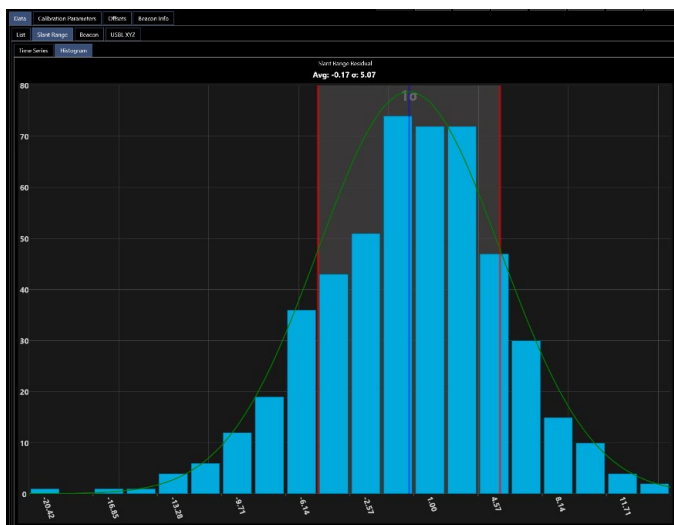 Data Calibration Parameters Offsets Beacon Info
List Slant Range Beacon USBL XYZ
Time Series Histogram
Slant Range Residual
Avg: -0.17 σ: 5.07
1σ
80
70
60
50
40
30
20
10
0
-20.42 -16.85 -13.28 -9.71 -6.14 -2.57 1.00 4.57 8.14 11.71